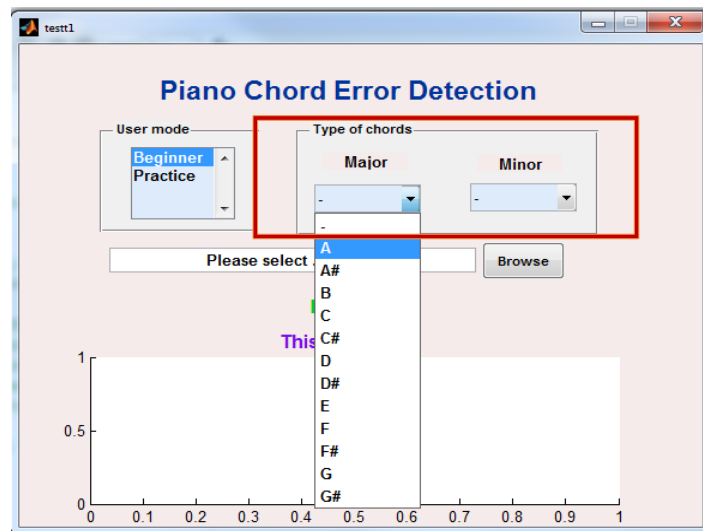 testt1
Piano Chord Error Detection
User mode
Type of chords
Beginner
Practice
Major
Minor
-
-
-
A
A#
B
C
C#
D
D#
E
F
F#
G
G#
Please select
Browse
This
1
0.5
0
0 0.1 0.2 0.3 0.4 0.5 0.6 0.7 0.8 0.9 1